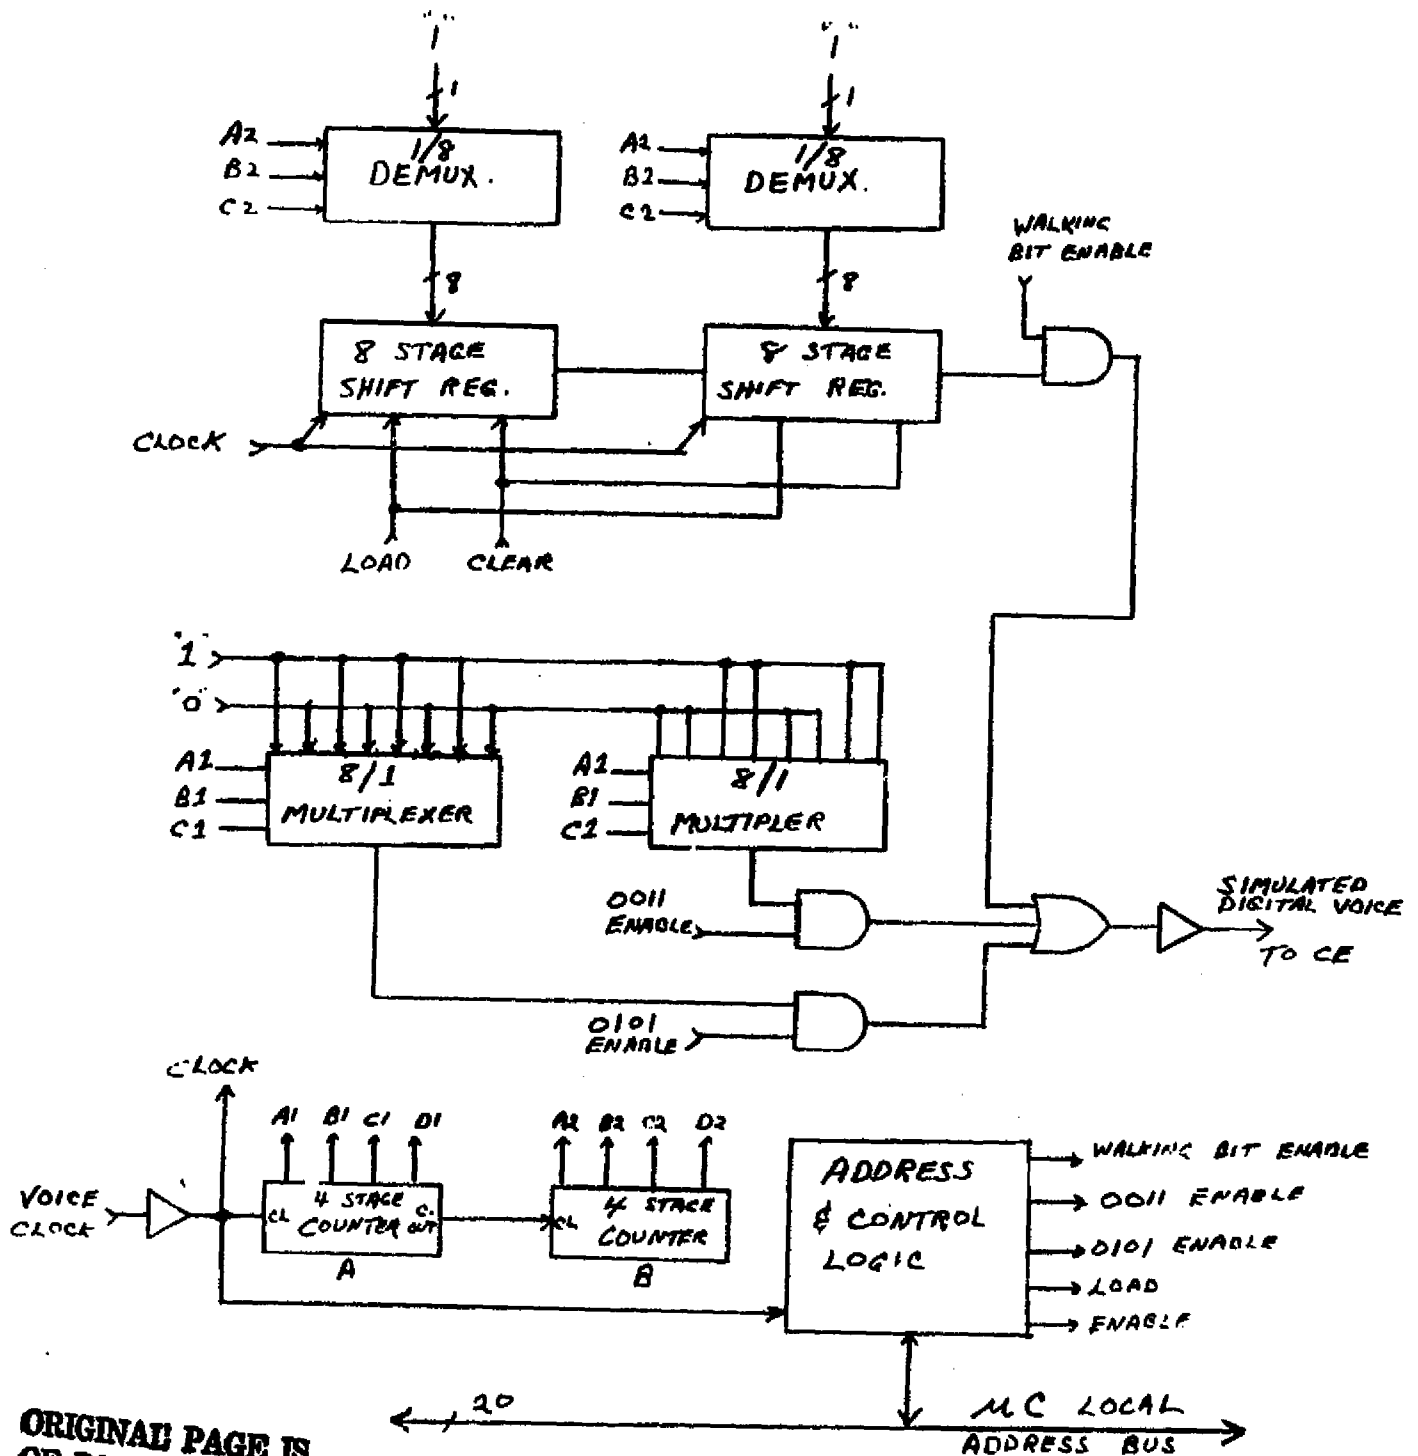 "1"
"1"
1
1
A2
B2
C2
1/8
DEMUX.
A2
B2
C2
1/8
DEMUX.
8
8
WALKING
BIT ENABLE
8 STAGE
SHIFT REG.
8 STAGE
SHIFT REG.
CLOCK
LOAD
CLEAR
"1"
"0"
A1
B1
C1
8/1
MULTIPLEXER
A1
B1
C1
8/1
MULTIPLER
0011
ENABLE
0101
ENABLE
SIMULATED
DIGITAL VOICE
TO CE
CLOCK
A1 B1 C1 D1
A2 B2 C2 D2
VOICE
CLOCK
CL
4 STAGE
COUNTER
C.
OUT
A
CL
4 STAGE
COUNTER
B
ADDRESS
& CONTROL
LOGIC
WALKING BIT ENABLE
0011 ENABLE
0101 ENABLE
LOAD
ENABLE
20
MC LOCAL
ADDRESS BUS
ORIGINAL PAGE IS